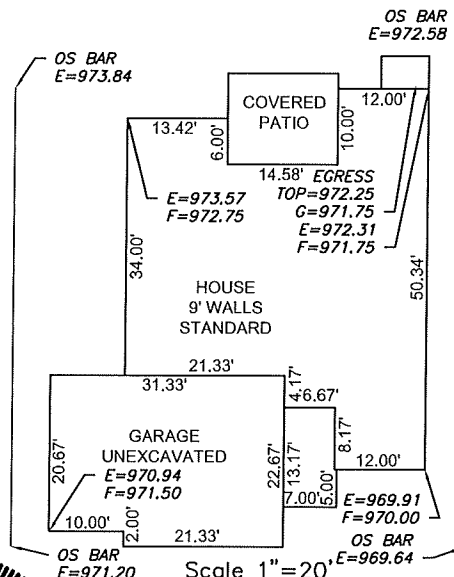 OS BAR
E=972.58
OS BAR
E=973.84
12.00'
COVERED
PATIO
10.00'
13.42'
6.00'
14.58'
EGRESS
TOP=972.25
G=971.75
E=972.31
F=971.75
E=973.57
F=972.75
34.00'
50.34'
HOUSE
9' WALLS
STANDARD
21.33'
31.33'
4.17'
6.67'
8.17'
GARAGE
UNEXCAVATED
20.67'
22.67'
13.17'
E=970.94
F=971.50
7.00'
5.00'
12.00'
10.00'
2.00'
21.33'
E=969.91
F=970.00
OS BAR
E=969.64
OS BAR
E=971.20
Scale 1"=20'